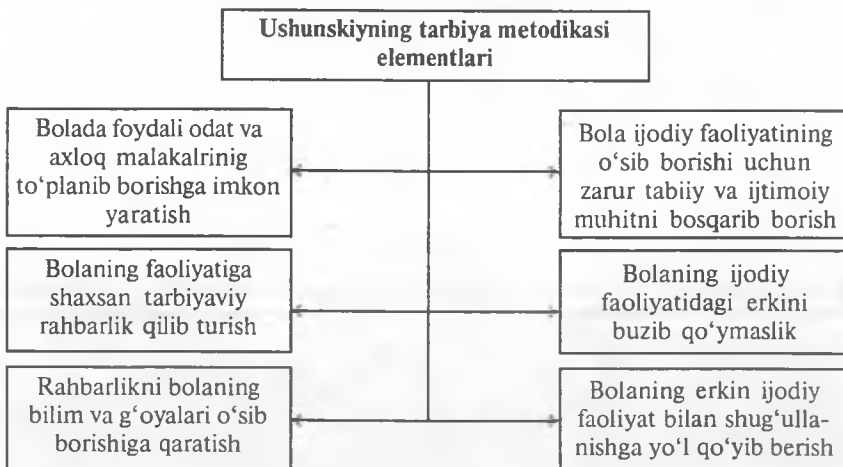 Ushunskiyning tarbiya metodikasi
elementlari
Bolada foydali odat va
axloq malakalrinig
to‘planib borishga imkon
yaratish
Bola ijodiy faoliyatining
o‘sib borishi uchun
zarur tabiiy va ijtimoiy
muhitni bosqarib borish
Bolaning faoliyatiga
shaxsan tarbiyaviy
rahbarlik qilib turish
Bolaning ijodiy
faoliyatidagi erkini
buzib qo‘ymaslik
Rahbarlikni bolaning
bilim va g‘oyalari o‘sib
borishiga qaratish
Bolaning erkin ijodiy
faoliyat bilan shug‘ulla-
nishga yo‘l qo‘yib berish